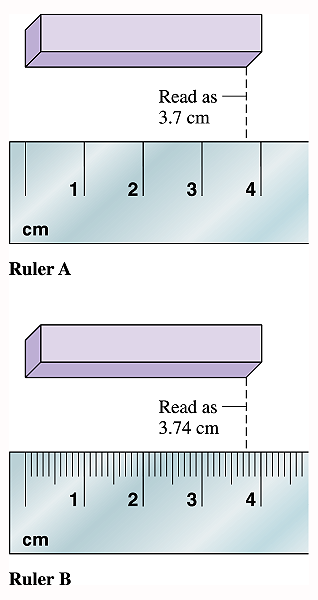 Read as
3.7 cm
1 2 3 4
cm
Ruler A
Read as
3.74 cm
1 2 3 4
cm
Ruler B